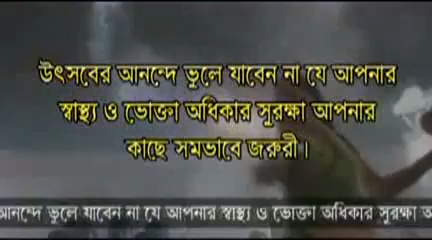 উৎসবের আনন্দে ভুলে যাবেন না যে আপনার
স্বাস্থ্য ও ভোক্তা অধিকার সুরক্ষা আপনার
কাছে সমভাবে জরুরী।
আনন্দে ভুলে যাবেন না যে আপনার স্বাস্থ্য ও ভোক্তা অধিকার সুরক্ষা আ